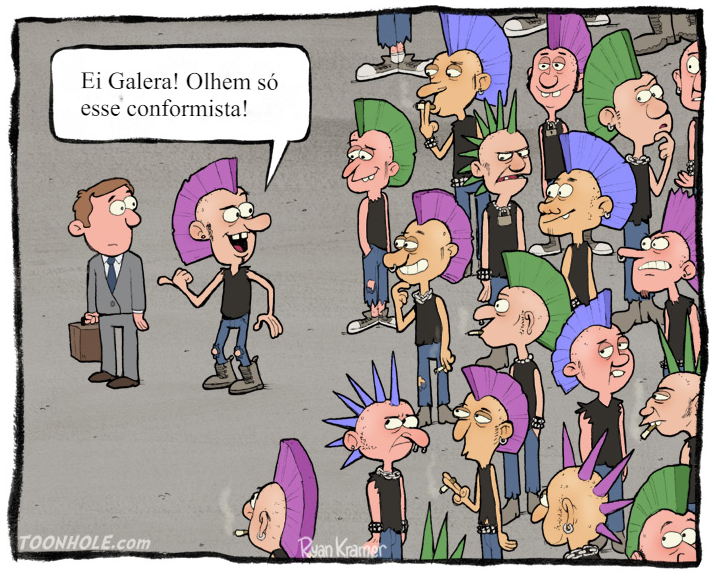 Ei Galera! Olhem só
esse conformista!
TOONHOLE.com
Ryan Kramer